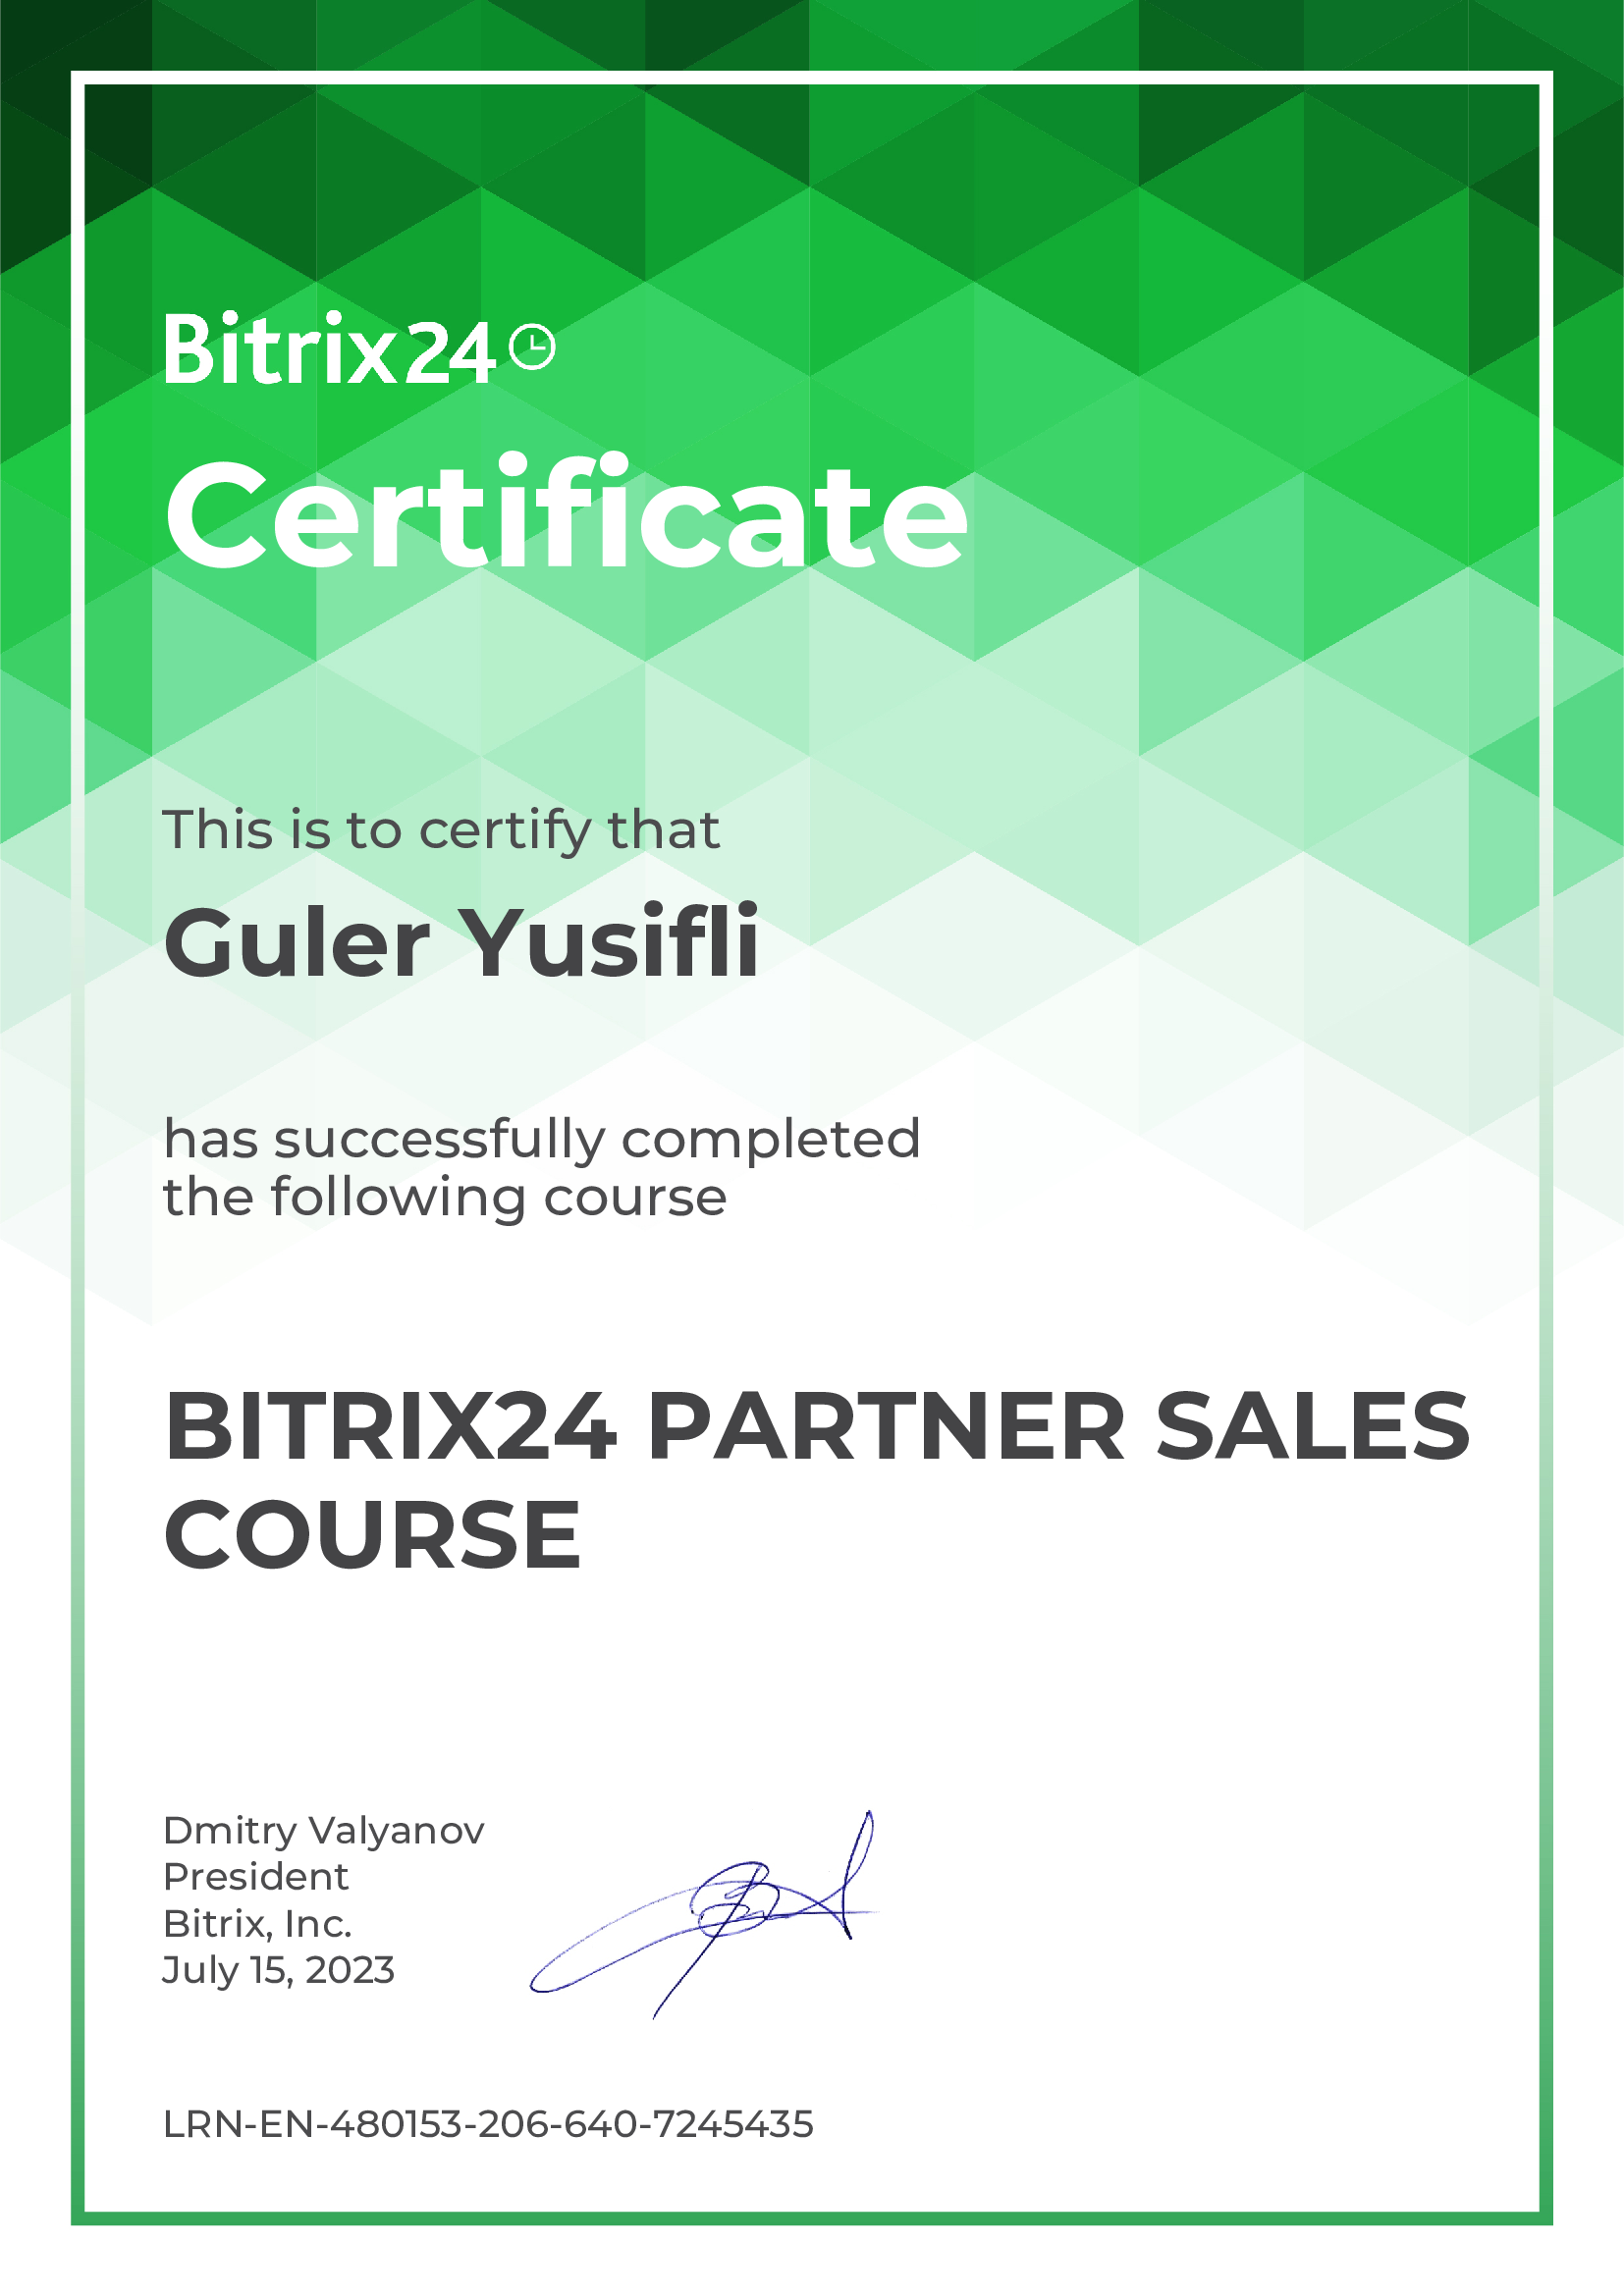 Bitrix24
Certificate
This is to certify that
Guler Yusifli
has successfully completed
the following course
BITRIX24 PARTNER SALES
COURSE
Dmitry Valyanov
President
Bitrix, Inc.
July 15, 2023
LRN-EN-480153-206-640-7245435